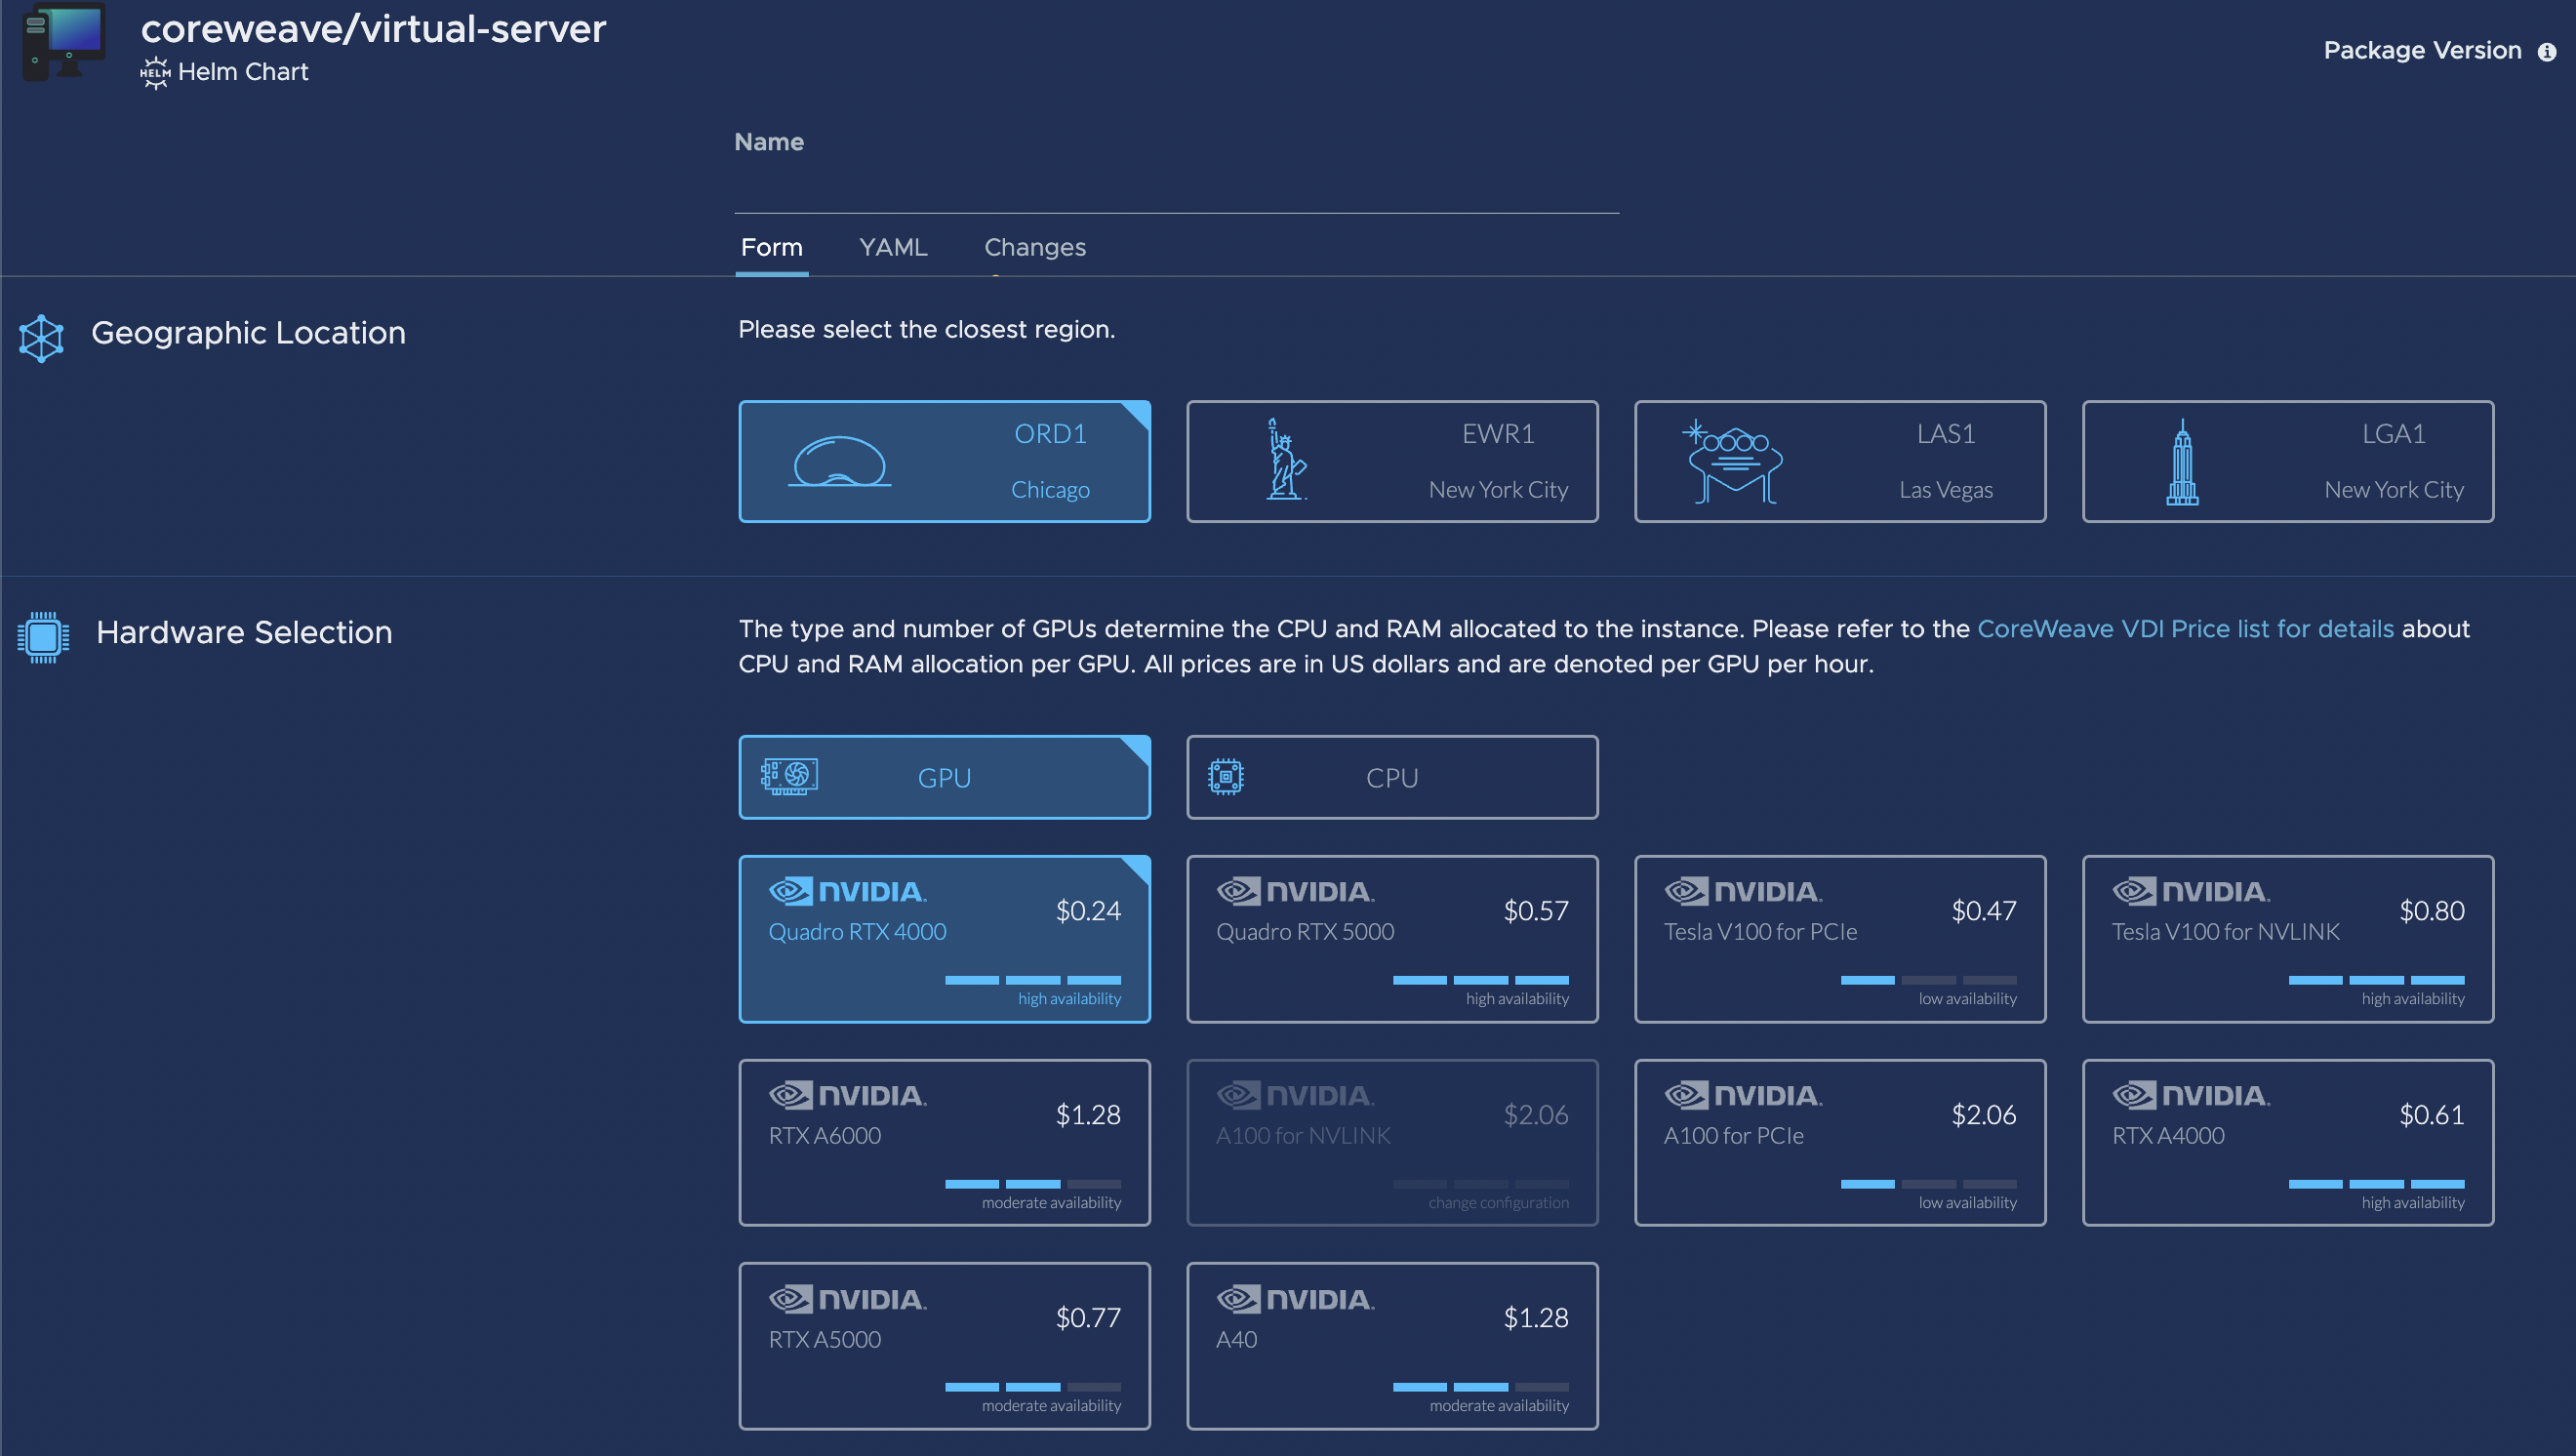 coreweave/virtual-server
HELM Helm Chart
Package Version
Name
Form YAML Changes
Geographic Location
Please select the closest region.
ORD1
Chicago
EWR1
New York City
LAS1
Las Vegas
LGA1
New York City
Hardware Selection
The type and number of GPUs determine the CPU and RAM allocated to the instance. Please refer to the CoreWeave VDI Price list for details about
CPU and RAM allocation per GPU. All prices are in US dollars and are denoted per GPU per hour.
GPU
CPU
NVIDIA.
Quadro RTX 4000
$0.24
high availability
NVIDIA.
Quadro RTX 5000
$0.57
high availability
NVIDIA.
Tesla V100 for PCIe
$0.47
low availability
NVIDIA.
Tesla V100 for NVLINK
$0.80
high availability
NVIDIA.
RTX A6000
$1.28
moderate availability
NVIDIA.
A100 for NVLINK
$2.06
change configuration
NVIDIA.
A100 for PCIe
$2.06
low availability
NVIDIA.
RTX A4000
$0.61
high availability
NVIDIA.
RTX A5000
$0.77
moderate availability
NVIDIA.
A40
$1.28
moderate availability